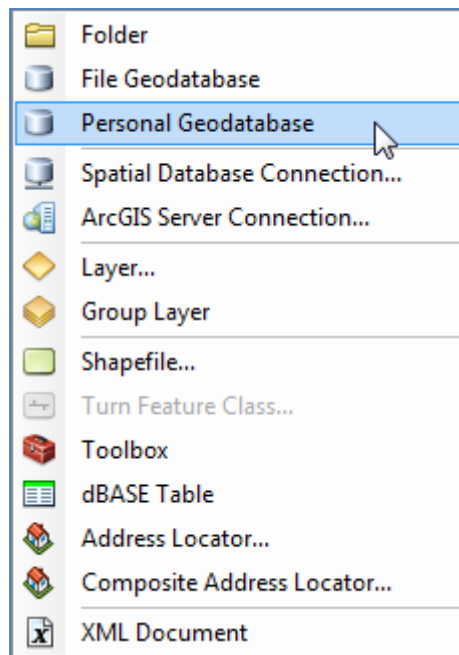 Folder
File Geodatabase
Personal Geodatabase
Spatial Database Connection...
ArcGIS Server Connection...
Layer...
Group Layer
Shapefile...
Turn Feature Class...
Toolbox
dBASE Table
Address Locator...
Composite Address Locator...
XML Document